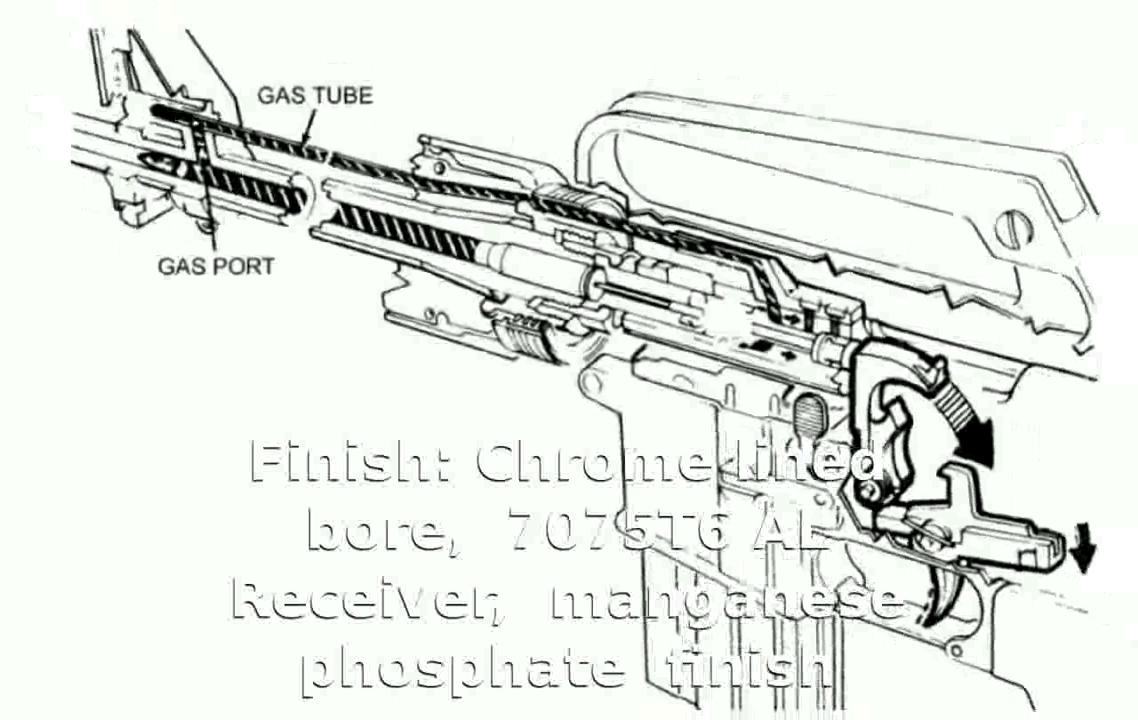 GAS TUBE
GAS PORT
Finish: Chrome lined
bore, 7075T6 AL
Receiver, manganese
phosphate finish